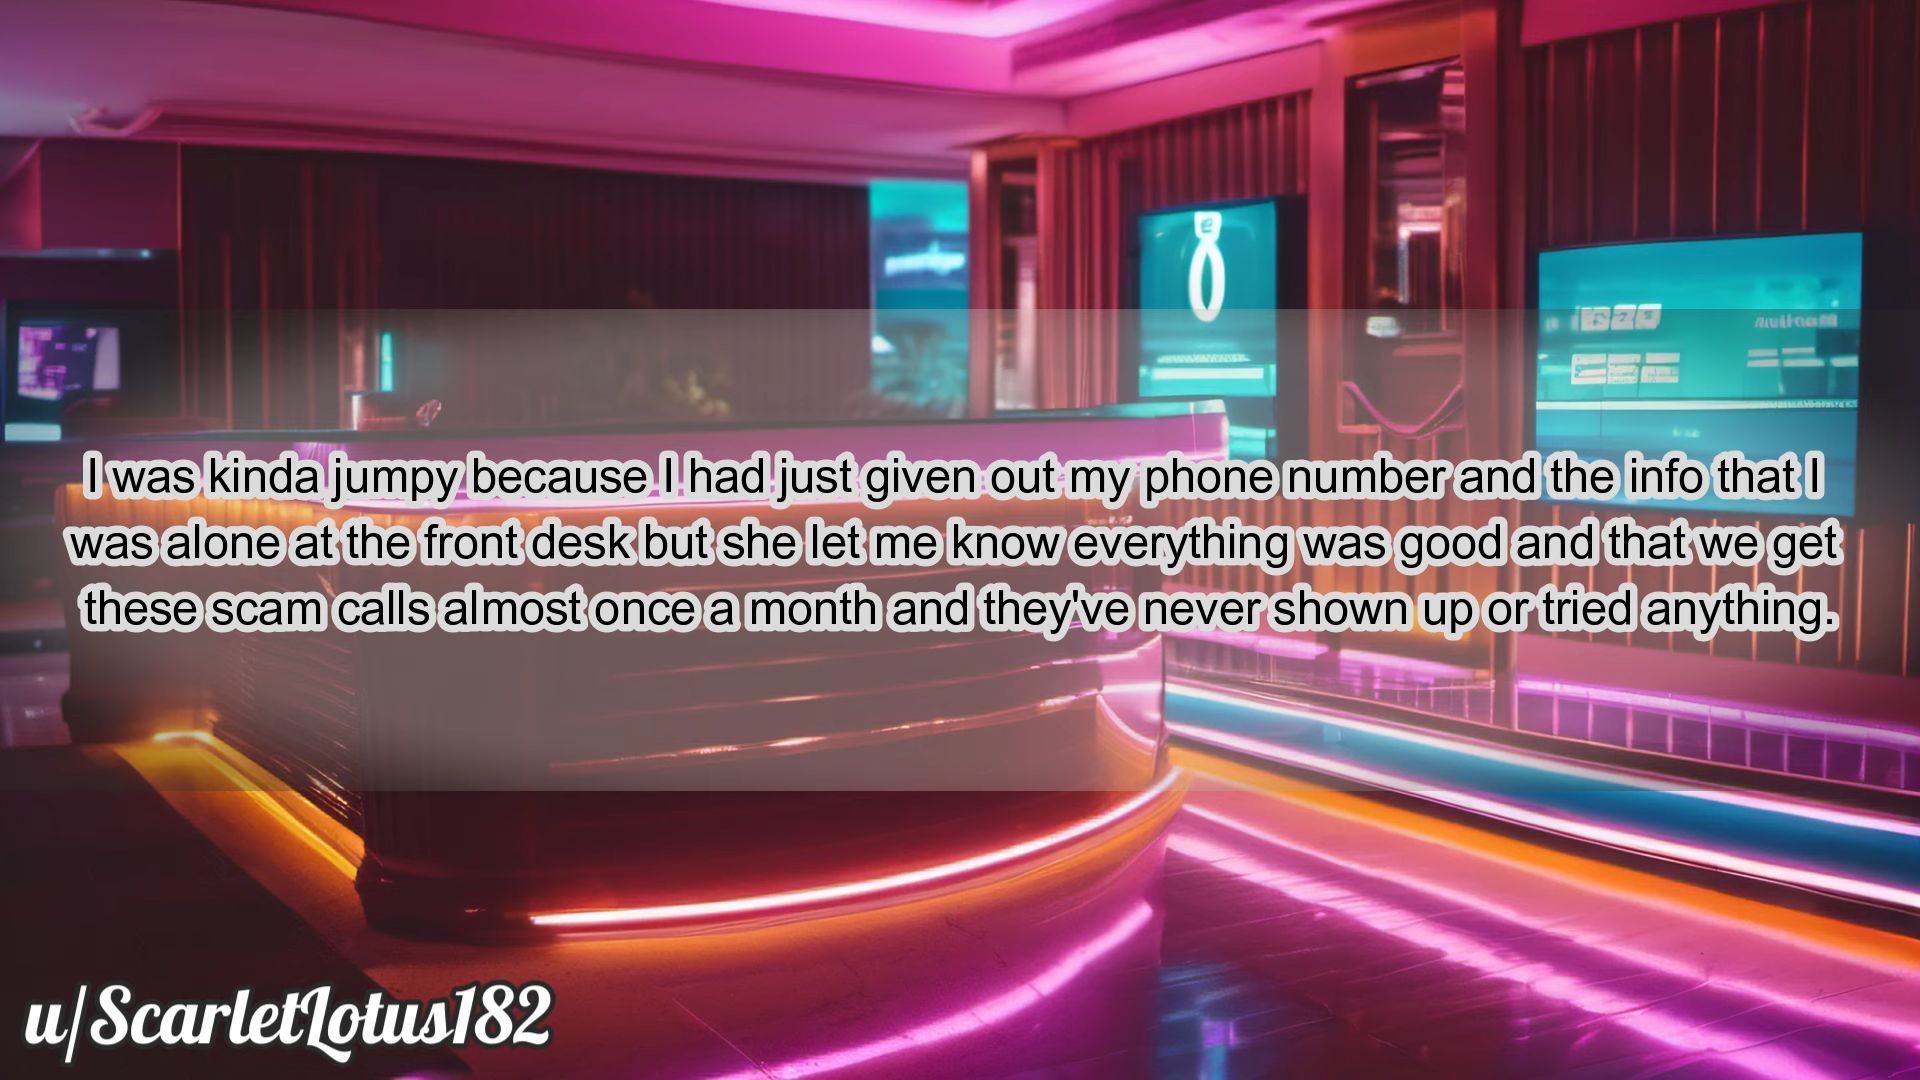 I was kinda jumpy because I had just given out my phone number and the info that I
was alone at the front desk but she let me know everything was good and that we get
these scam calls almost once a month and they've never shown up or tried anything.
u/ScarletLotus182